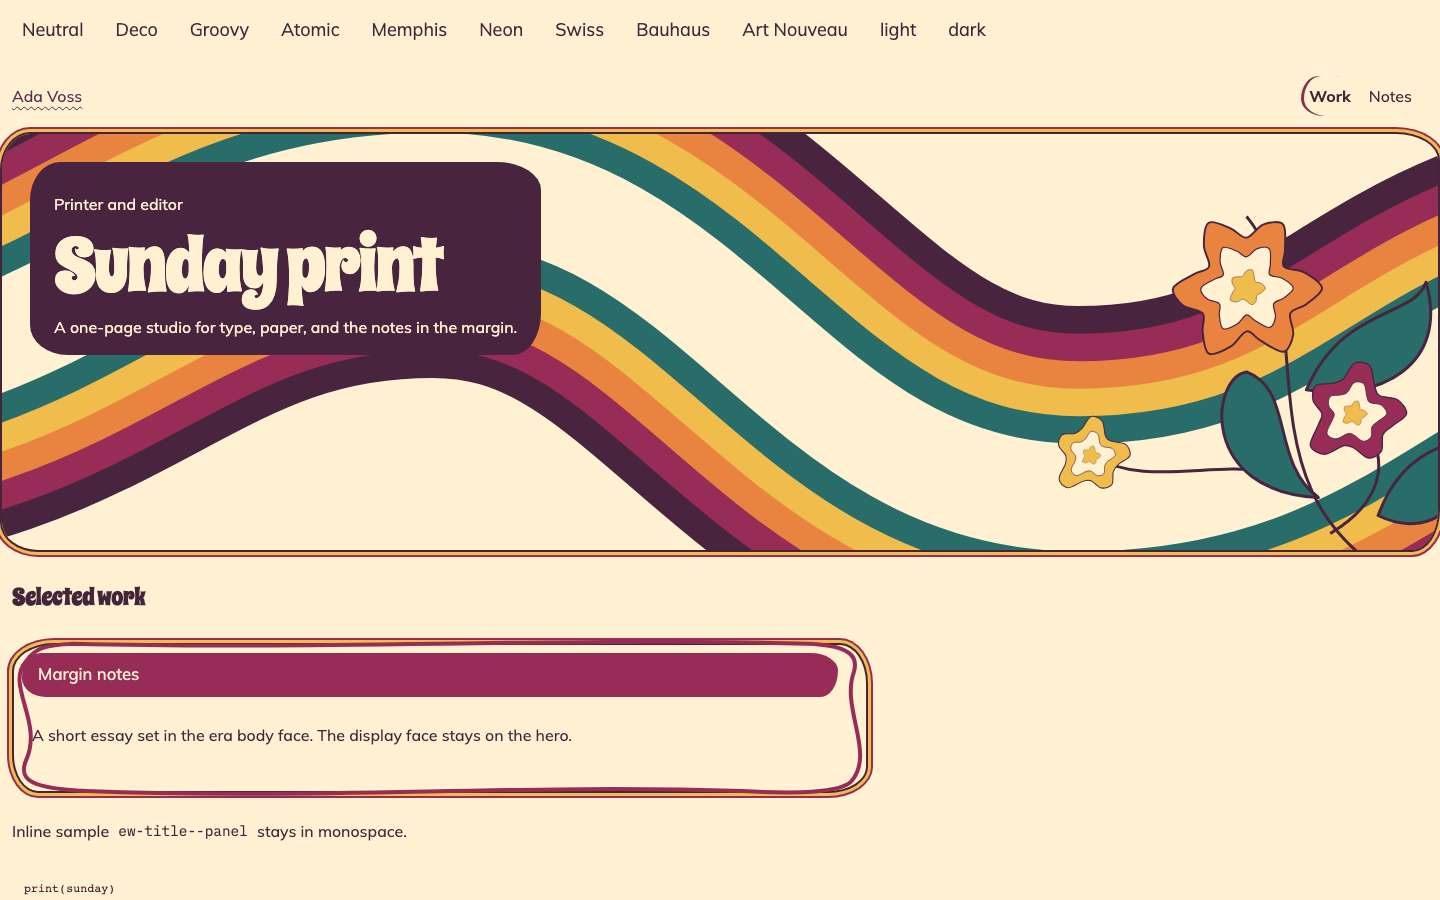 Neutral Deco Groovy Atomic Memphis Neon Swiss Bauhaus Art Nouveau light dark
Ada Voss Work Notes
Printer and editor
Sunday print
A one-page studio for type, paper, and the notes in the margin.
Selected work
Margin notes
A short essay set in the era body face. The display face stays on the hero.
Inline sample ew-title--panel stays in monospace.
print(sunday)